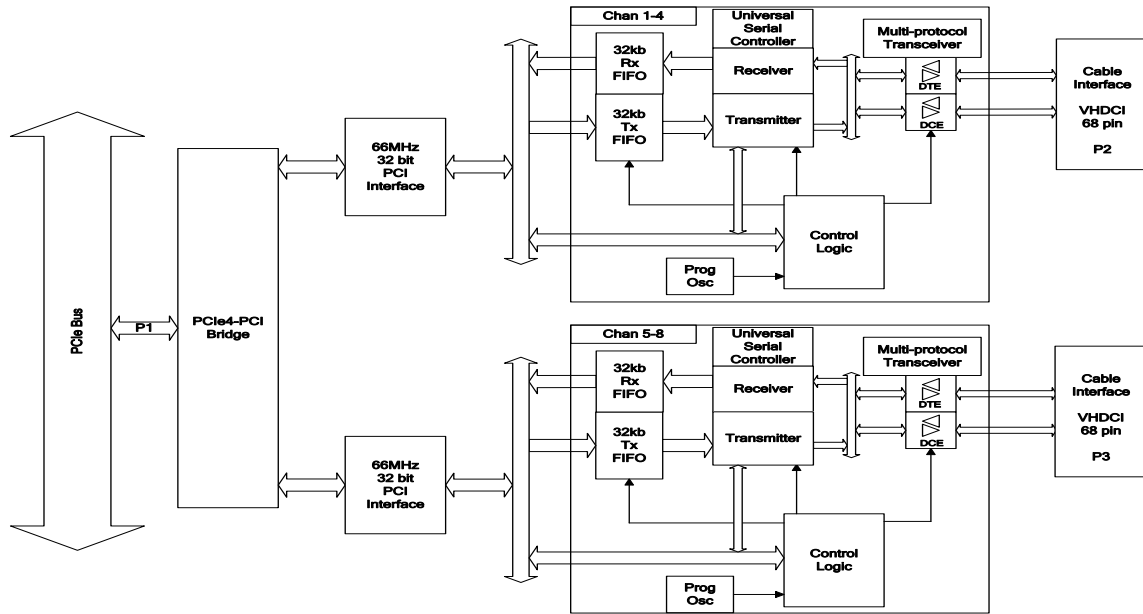 PCIe Bus
P1
PCIe4-PCI
Bridge
66MHz
32 bit
PCI
Interface
Chan 1-4
32kb
Rx
FIFO
32kb
Tx
FIFO
Universal
Serial
Controller
Receiver
Transmitter
Multi-protocol
Transceiver
DTE
DCE
Control
Logic
Prog
Osc
Cable
Interface
VHDCI
68 pin
P2
66MHz
32 bit
PCI
Interface
Chan 5-8
32kb
Rx
FIFO
32kb
Tx
FIFO
Universal
Serial
Controller
Receiver
Transmitter
Multi-protocol
Transceiver
DTE
DCE
Control
Logic
Prog
Osc
Cable
Interface
VHDCI
68 pin
P3